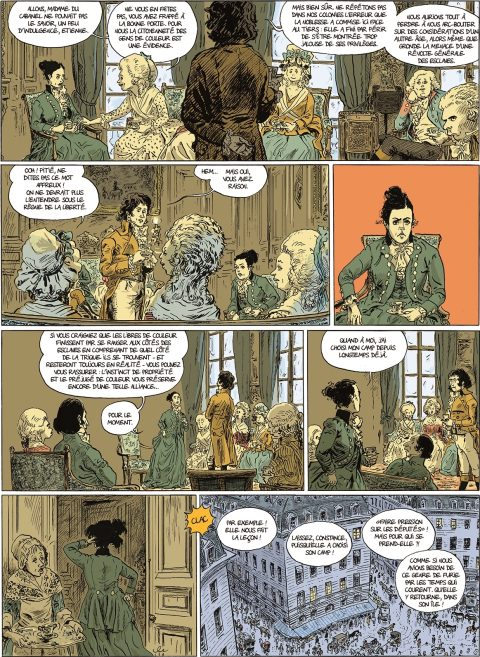 ALLONS, MADAME DU
CARANEL NE POUVAIT PAS
LE SAVOIR, UN PEU
D'INDULGENCE, ETIENNE.
NE VOUS EN FAITES
PAS, VOUS AVEZ FRAPPÉ À
LA BONNE PORTE. POUR
NOUS LA CITOYENNETÉ DES
GENS DE COULEUR EST
UNE ÉVIDENCE.
MAIS BIEN SÛR. NE RÉPÉTONS PAS
DANS NOS COLONIES L'ERREUR QUE
LA NOBLESSE A COMMISE ICI FACE
AU TIERS : ELLE A FINI PAR PÉRIR
DE S'ÊTRE MONTRÉE TROP
JALOUSE DE SES PRIVILÈGES.
NOUS AURIONS TOUT À
PERDRE À NOUS ARC-BOUTER
SUR DES CONSIDÉRATIONS D'UN
AUTRE ÂGE, ALORS MÊME QUE
GRONDE LA MENACE D'UNE
RÉVOLTE GÉNÉRALE
DES ESCLAVES.
OOH ! PITIÉ, NE
DITES PAS CE MOT
AFFREUX !
ON NE DEVRAIT PLUS
L'ENTENDRE SOUS LE
RÈGNE DE LA LIBERTÉ.
HEM...
MAIS OUI,
VOUS AVEZ
RAISON.
SI VOUS CRAIGNEZ QUE LES LIBRES DE COULEUR
FINISSENT PAR SE RANGER AUX CÔTÉS DES
ESCLAVES EN COMPRENANT DE QUEL CÔTÉ
DE LA TRIQUE ILS SE TROUVENT - ET
RESTERONT TOUJOURS EN RÉALITÉ - VOUS POUVEZ
VOUS RASSURER : L'INSTINCT DE PROPRIÉTÉ
ET LE PRÉJUGÉ DE COULEUR VOUS PRÉSERVE
ENCORE D'UNE TELLE ALLIANCE...
POUR LE
MOMENT.
QUANT À MOI, J'AI
CHOISI MON CAMP DEPUIS
LONGTEMPS DÉJÀ.
CLAC
PAR EXEMPLE !
ELLE NOUS FAIT
LA LEÇON !
LAISSEZ, CONSTANCE,
PUISQU'ELLE A CHOISI
SON CAMP !
«FAIRE PRESSION
SUR LES DÉPUTÉS» !
MAIS POUR QUI SE
PREND-ELLE ?
COMME SI NOUS
AVIONS BESOIN DE
CE GENRE DE FURIE
PAR LES TEMPS QUI
COURENT. QU'ELLE
Y RETOURNE, DANS
SON ÎLE !